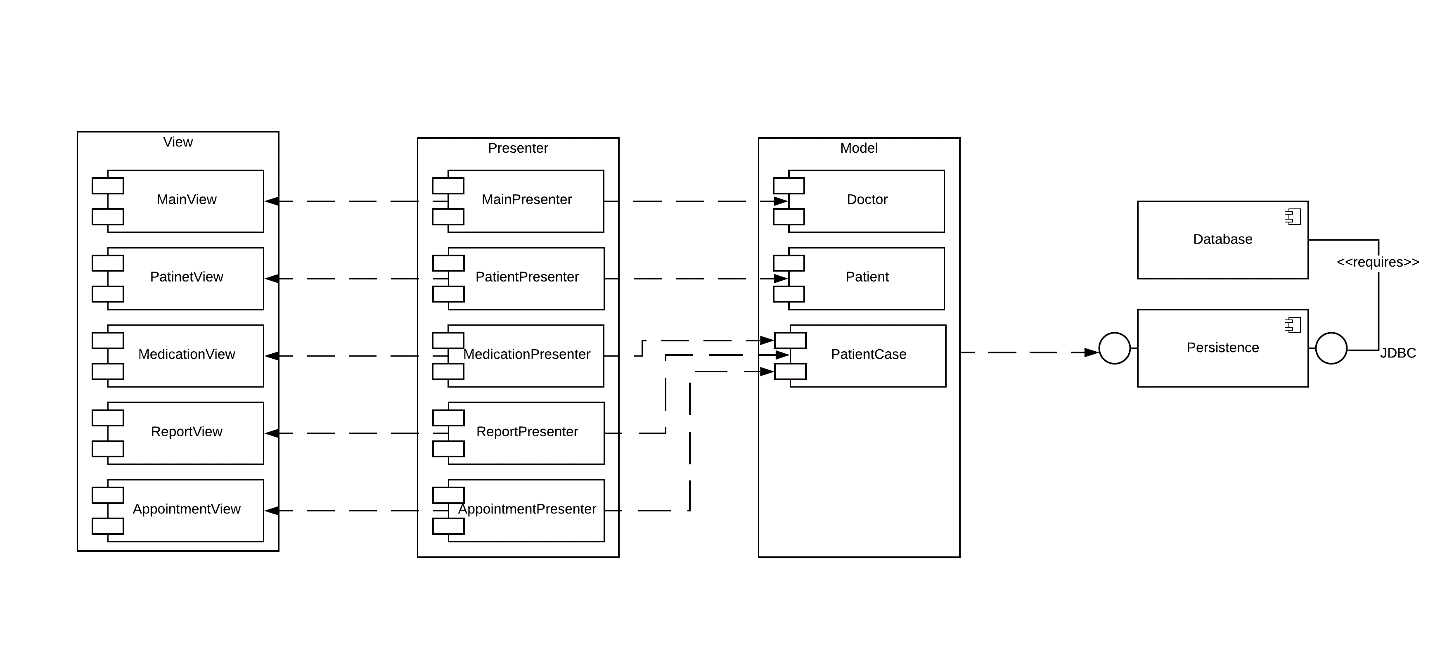 View
MainView
PatinetView
MedicationView
ReportView
AppointmentView
Presenter
MainPresenter
PatientPresenter
MedicationPresenter
ReportPresenter
AppointmentPresenter
Model
Doctor
Patient
PatientCase
Database
<<requires>>
Persistence
JDBC